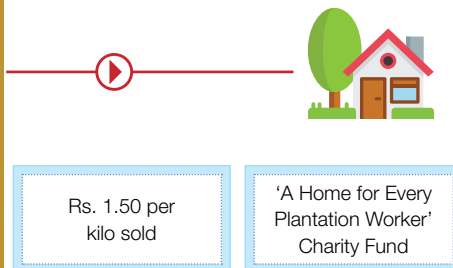 Rs. 1.50 per
kilo sold
‘A Home for Every
Plantation Worker’
Charity Fund